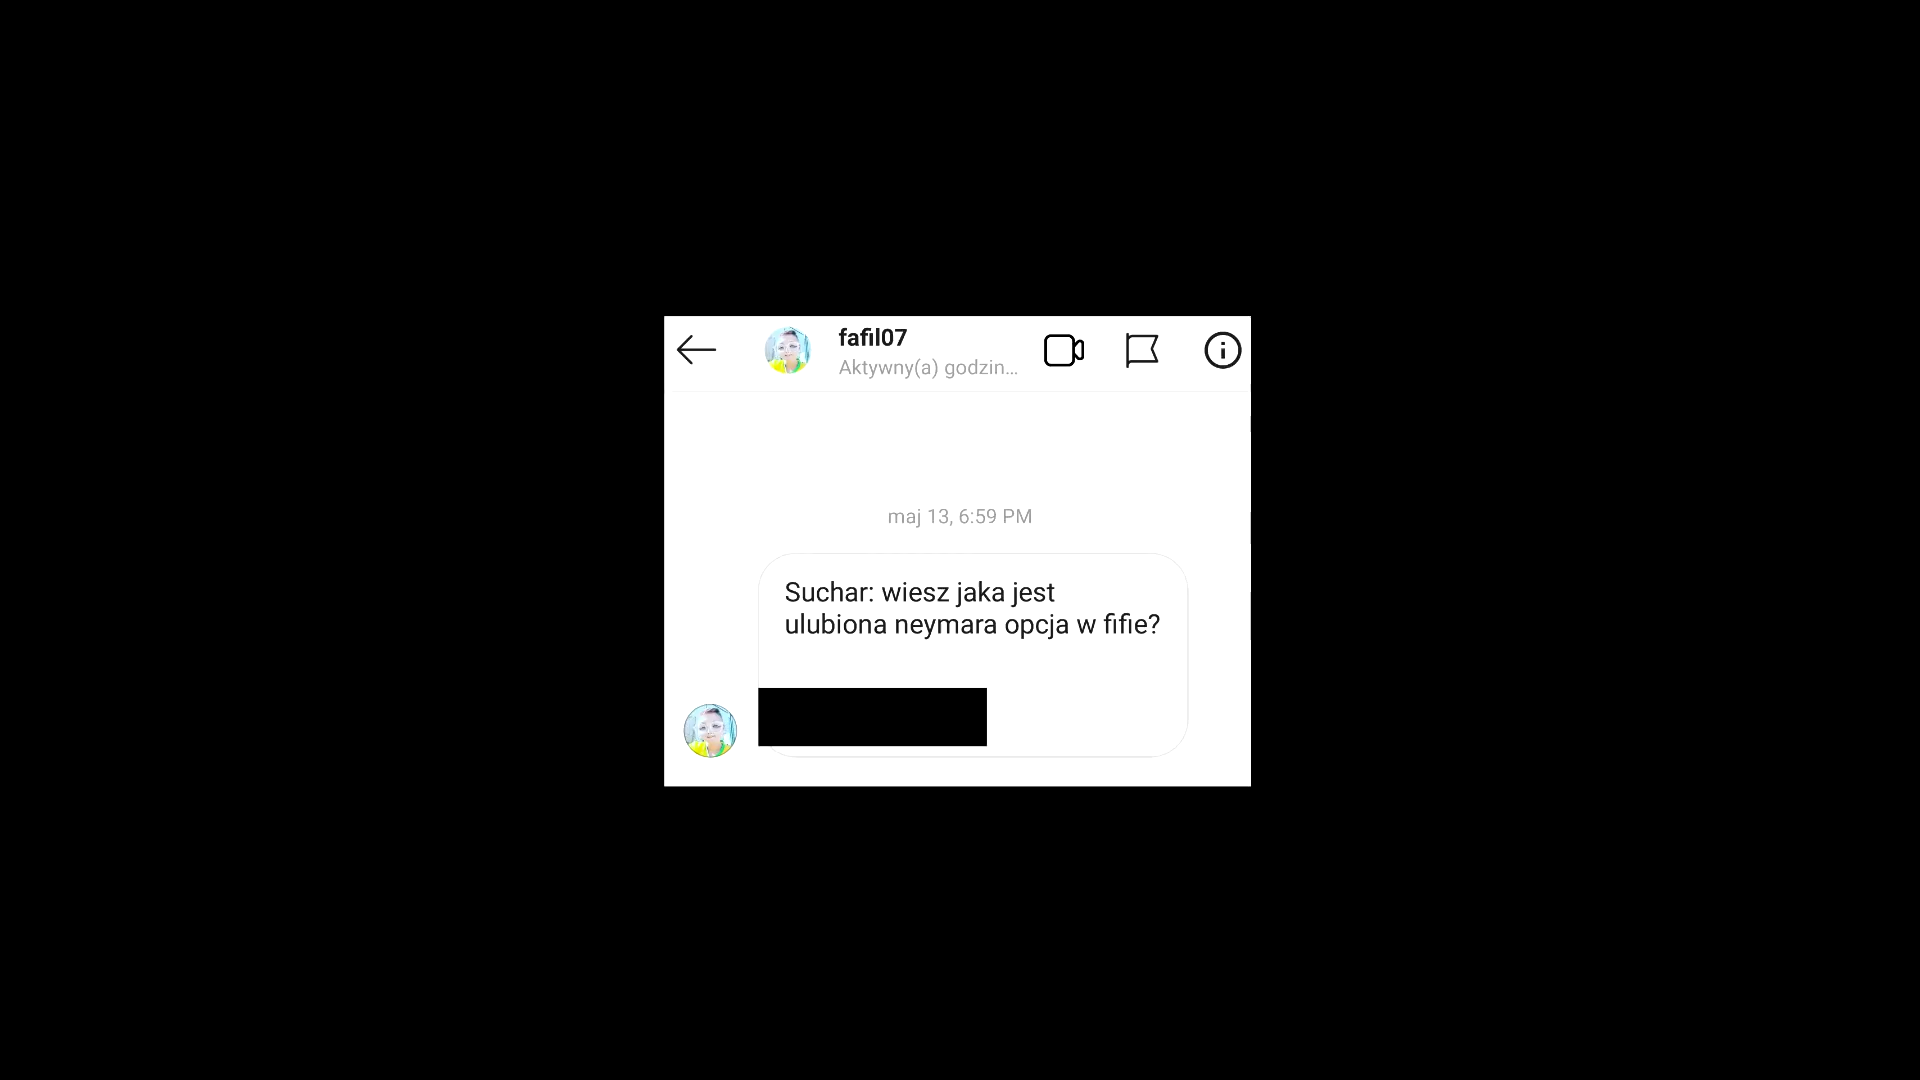 fafil07
Aktywny(a) godzin...
maj 13, 6:59 PM
Suchar: wiesz jaka jest
ulubiona neymara opcja w fifie?